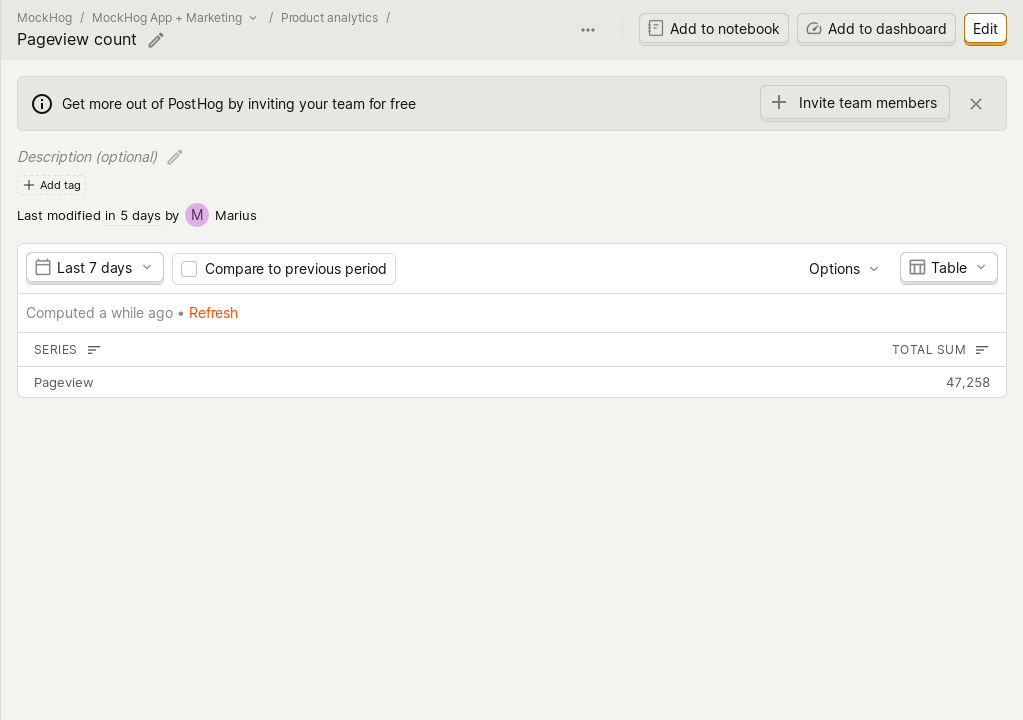 MockHog / MockHog App + Marketing / Product analytics /
Pageview count
Add to notebook
Add to dashboard
Edit
Get more out of PostHog by inviting your team for free
Invite team members
Description (optional)
Add tag
Last modified in 5 days by M Marius
Last 7 days
Compare to previous period
Options
Table
Computed a while ago • Refresh
SERIES TOTAL SUM
Pageview 47,258